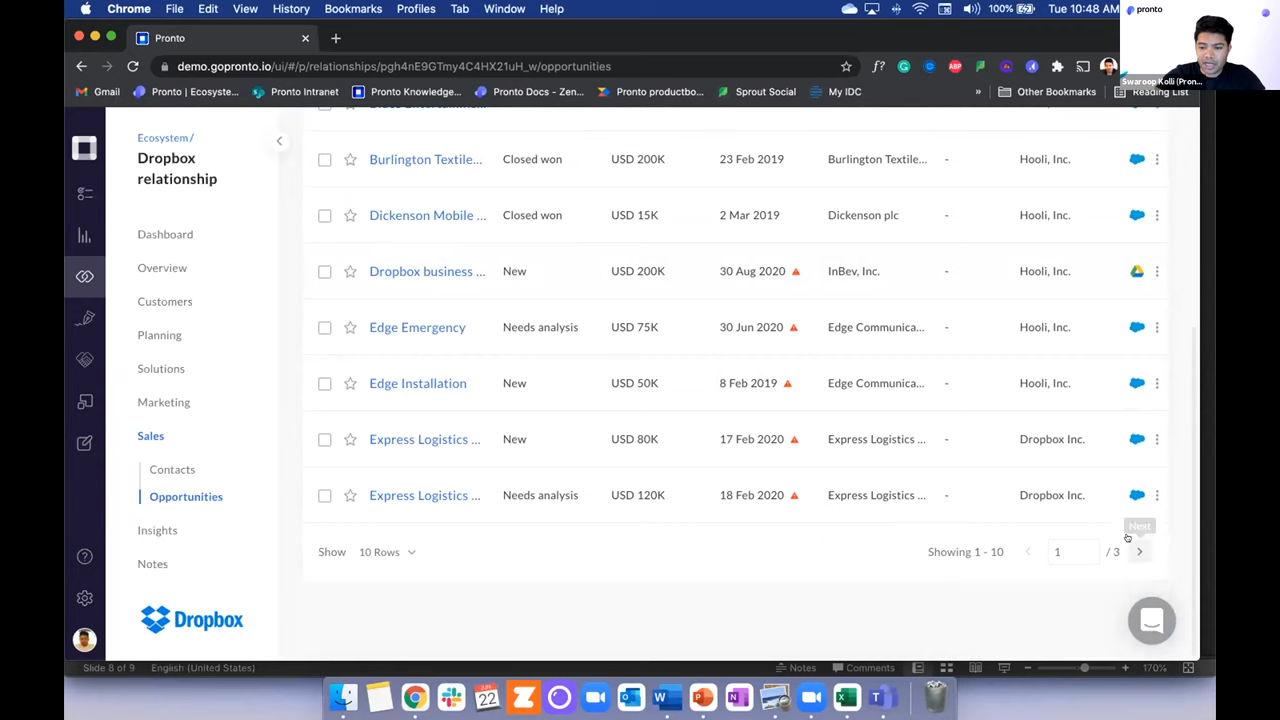 Chrome File Edit View History Bookmarks Profiles Tab Window Help 100% Tue 10:48 AM
pronto
Pronto
demo.gopronto.io/ui/#/p/relationships/pgh4nE9GTmy4C4HX21uH_w/opportunities
ABP
Swaroop Kolli (Pron...
Gmail Pronto | Ecosyste... Pronto Intranet Pronto Knowledge... Pronto Docs - Zen... Pronto productbo... Sprout Social My IDC » Other Bookmarks Reading List
Ecosystem/
Dropbox
relationship
Dashboard
Overview
Customers
Planning
Solutions
Marketing
Sales
Contacts
Opportunities
Insights
Notes
Dropbox
Burlington Textile... Closed won USD 200K 23 Feb 2019 Burlington Textile... - Hooli, Inc.
Dickenson Mobile ... Closed won USD 15K 2 Mar 2019 Dickenson plc - Hooli, Inc.
Dropbox business ... New USD 200K 30 Aug 2020 InBev, Inc. - Hooli, Inc.
Edge Emergency Needs analysis USD 75K 30 Jun 2020 Edge Communica... - Hooli, Inc.
Edge Installation New USD 50K 8 Feb 2019 Edge Communica... - Hooli, Inc.
Express Logistics ... New USD 80K 17 Feb 2020 Express Logistics ... - Dropbox Inc.
Express Logistics ... Needs analysis USD 120K 18 Feb 2020 Express Logistics ... - Dropbox Inc.
Next
Show 10 Rows Showing 1 - 10 1 / 3
Slide 8 of 9 English (United States) Notes Comments 170%
JUN
22